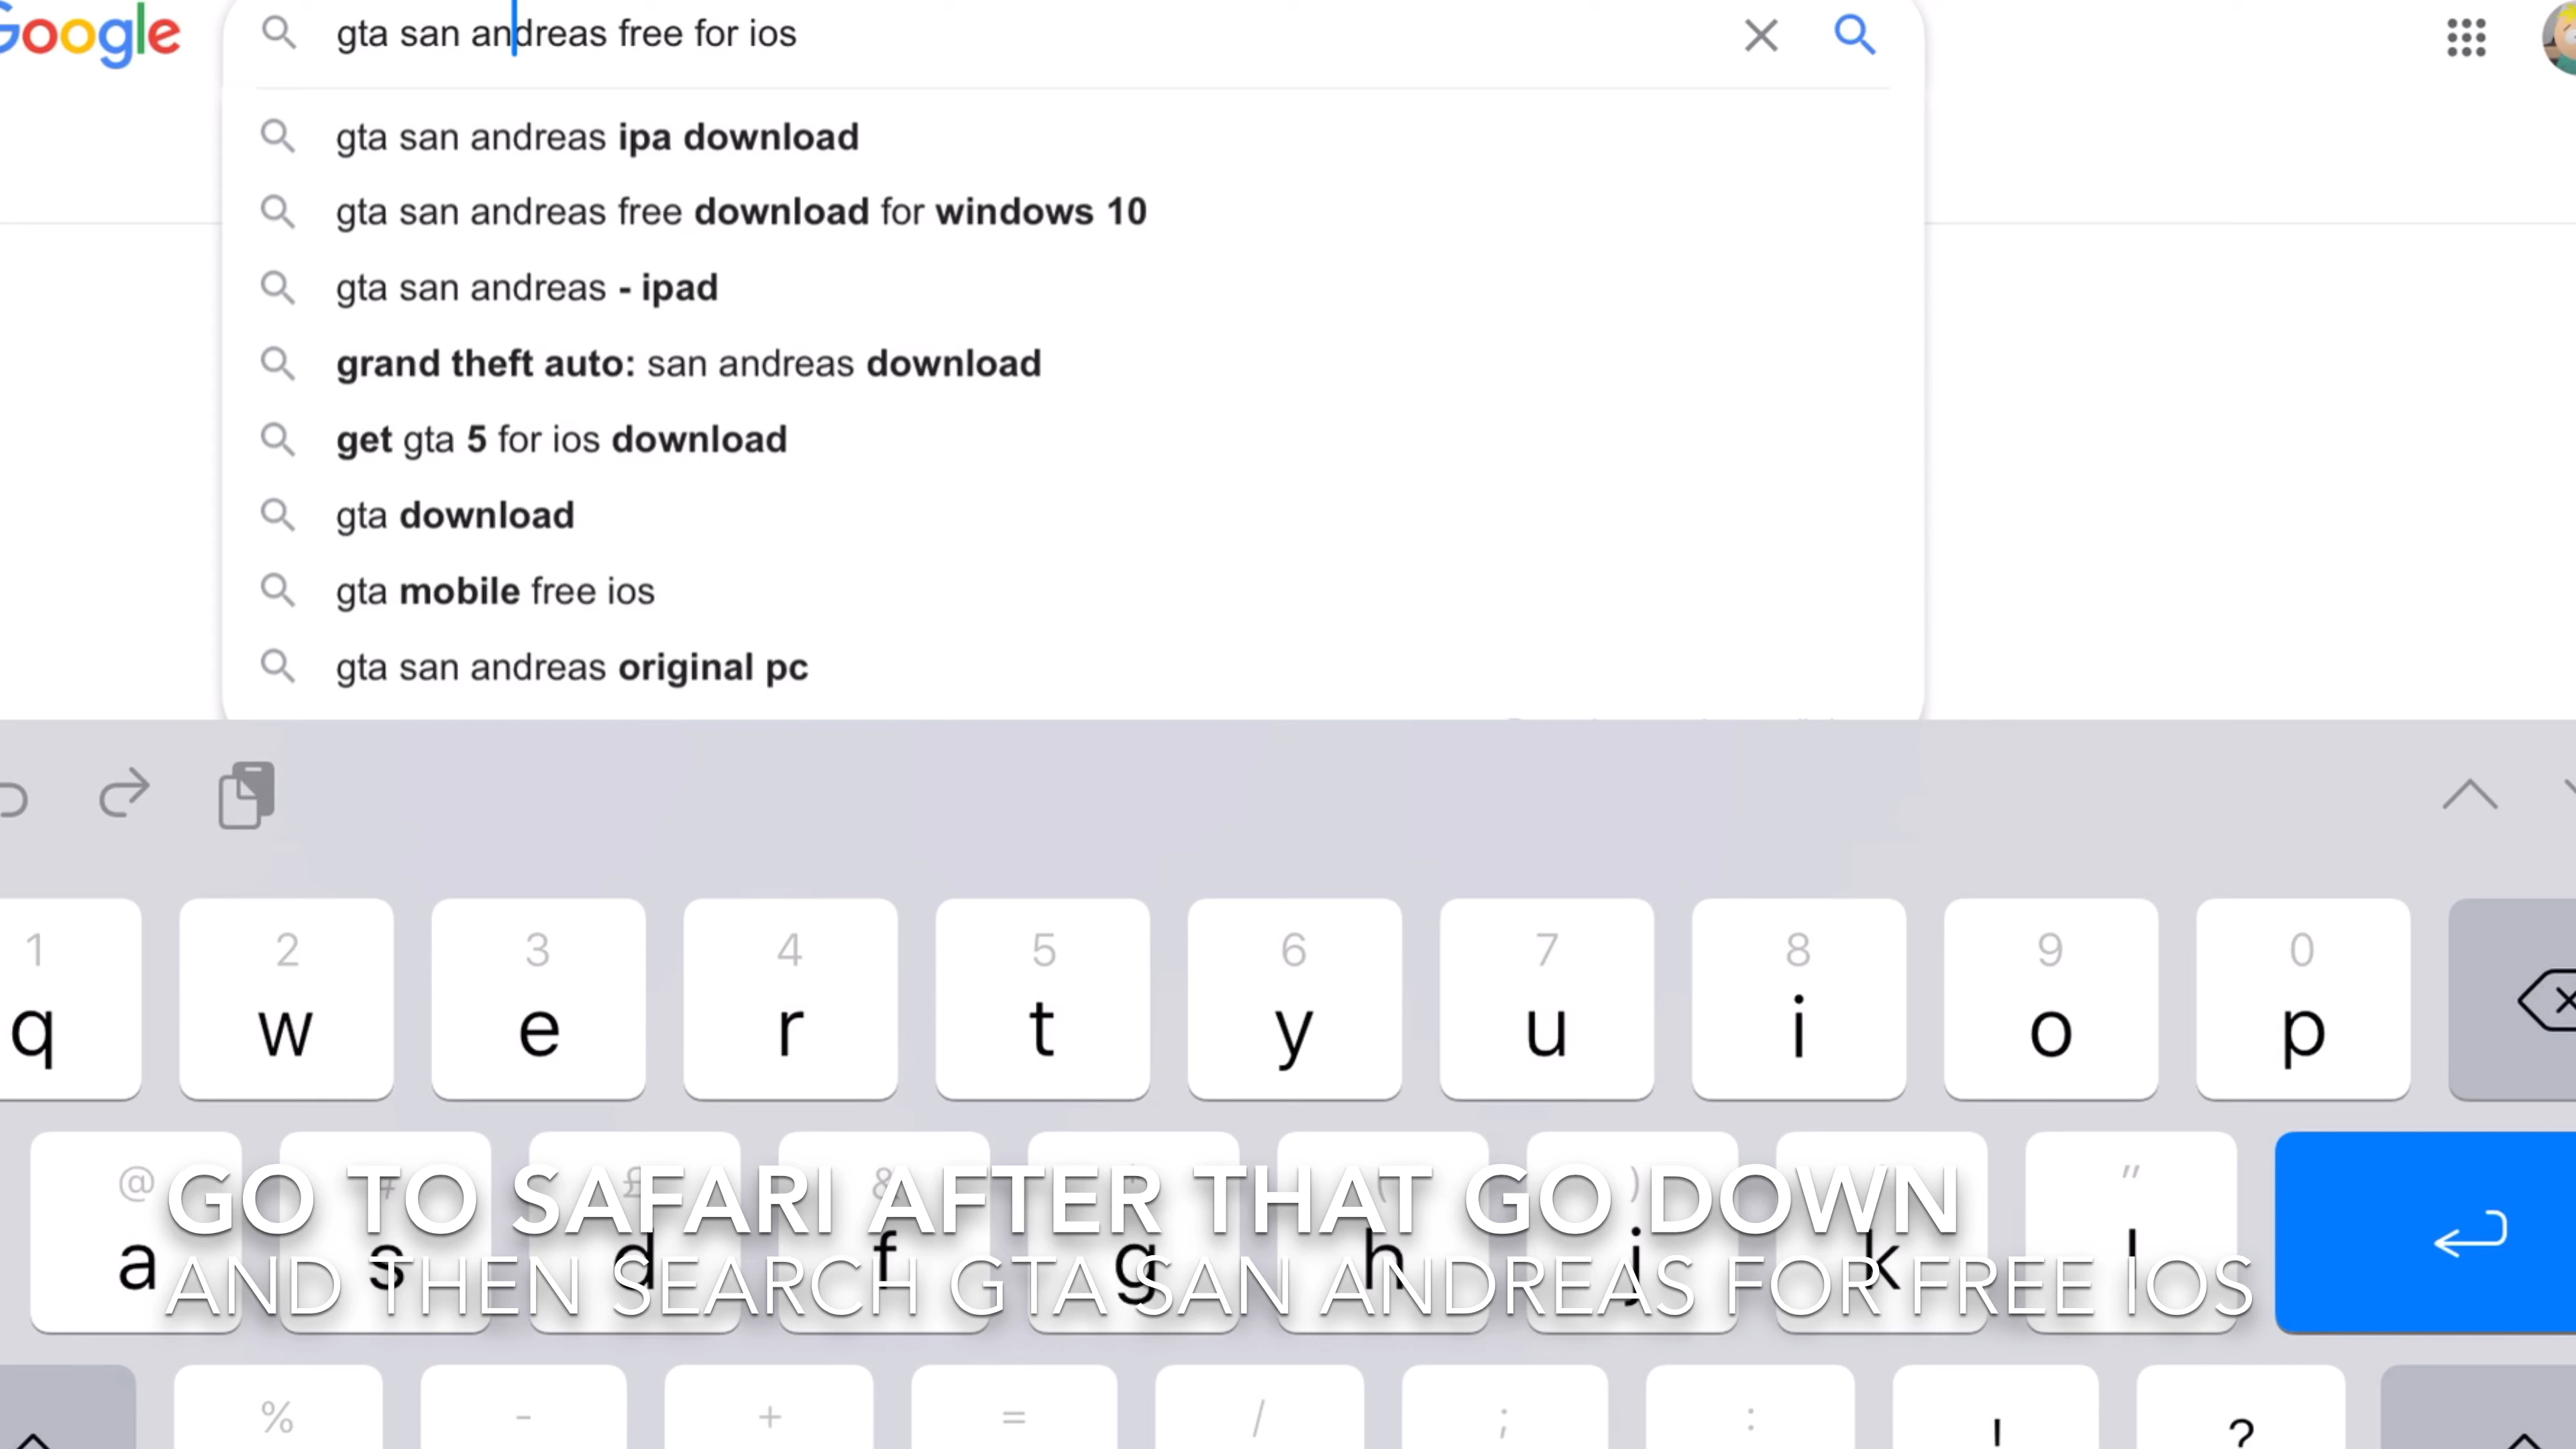 Google
gta san andreas free for ios
gta san andreas ipa download
gta san andreas free download for windows 10
gta san andreas - ipad
grand theft auto: san andreas download
get gta 5 for ios download
gta download
gta mobile free ios
gta san andreas original pc
1 2 3 4 5 6 7 8 9 0
q w e r t y u i o p
@ # £ & ( ) "
GO TO SAFARI AFTER THAT GO DOWN
a s d f g h j k l
AND THEN SEARCH GTA SAN ANDREAS FOR FREE IOS
% - + = / ; : ! ?